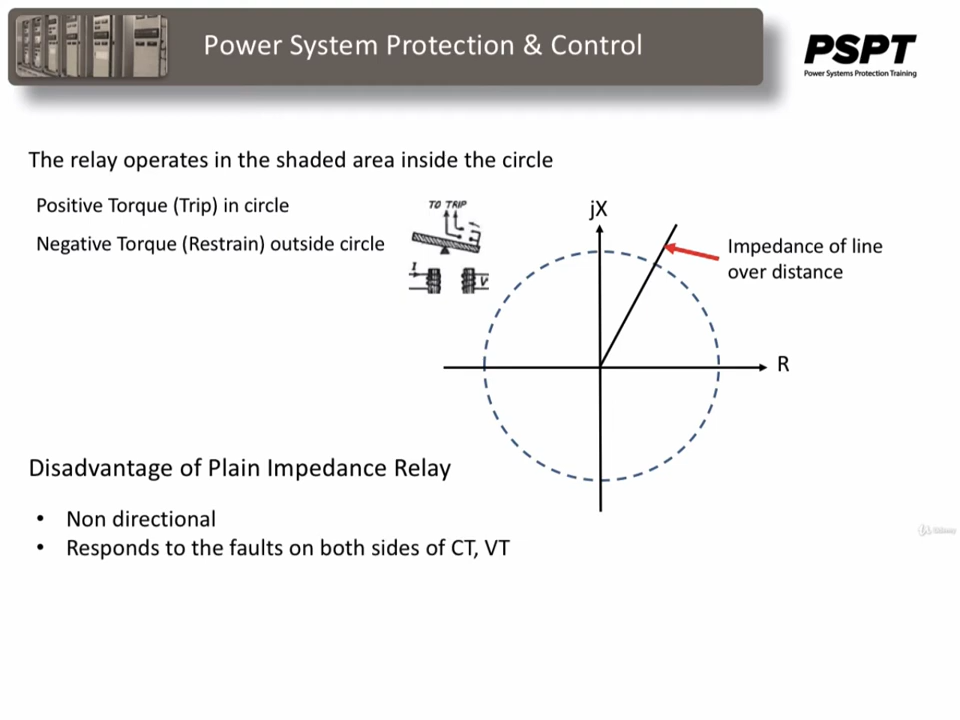 Power System Protection & Control
PSPT
Power Systems Protection Training
The relay operates in the shaded area inside the circle
Positive Torque (Trip) in circle
Negative Torque (Restrain) outside circle
TO TRIP
I
V
jX
R
Impedance of line
over distance
Disadvantage of Plain Impedance Relay
• Non directional
• Responds to the faults on both sides of CT, VT
Udemy